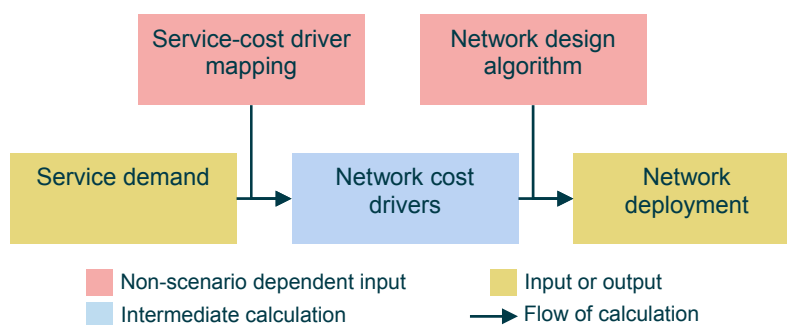 Service-cost driver
mapping
Network design
algorithm
Service demand
Network cost
drivers
Network
deployment
Non-scenario dependent input
Input or output
Intermediate calculation
Flow of calculation